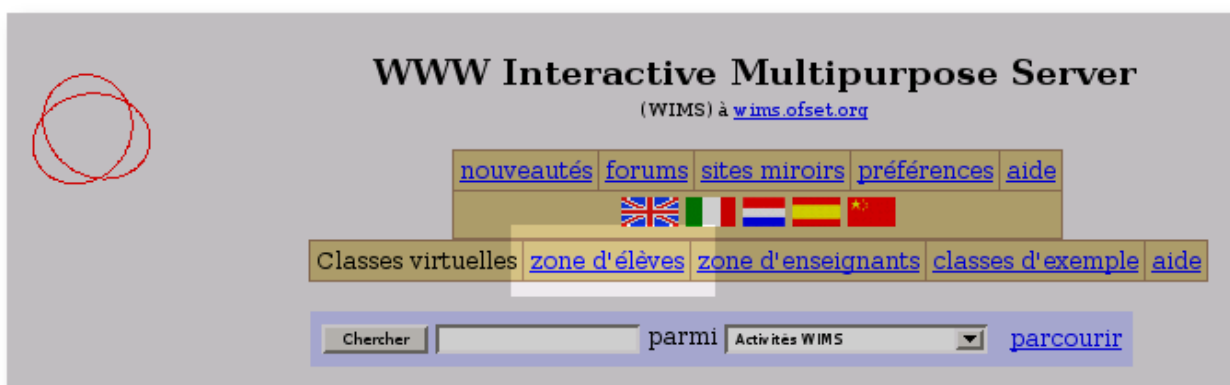 WWW Interactive Multipurpose Server
(WIMS) à wims.ofset.org
nouveautés forums sites miroirs préférences aide
Classes virtuelles zone d'élèves zone d'enseignants classes d'exemple aide
Chercher parmi Activités WIMS parcourir